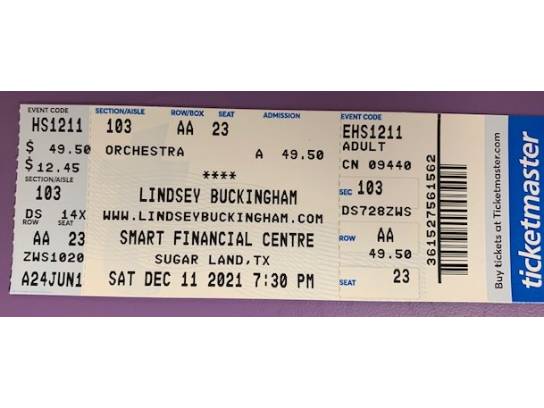 EVENT CODE
HS1211
$ 49.50
$ 12.45
SECTION/AISLE
103
DS 14X
ROW SEAT
AA 23
ZWS1020
A24JUN1
SECTION/AISLE ROW/BOX SEAT ADMISSION
103 AA 23
ORCHESTRA A 49.50
****
LINDSEY BUCKINGHAM
WWW.LINDSEYBUCKINGHAM.COM
SMART FINANCIAL CENTRE
SUGAR LAND,TX
SAT DEC 11 2021 7:30 PM
EVENT CODE
EHS1211
ADULT
CN 09440
SEC 103
DS728ZWS
ROW AA
49.50
SEAT 23
361527561562
Buy tickets at Ticketmaster.com
ticketmaster